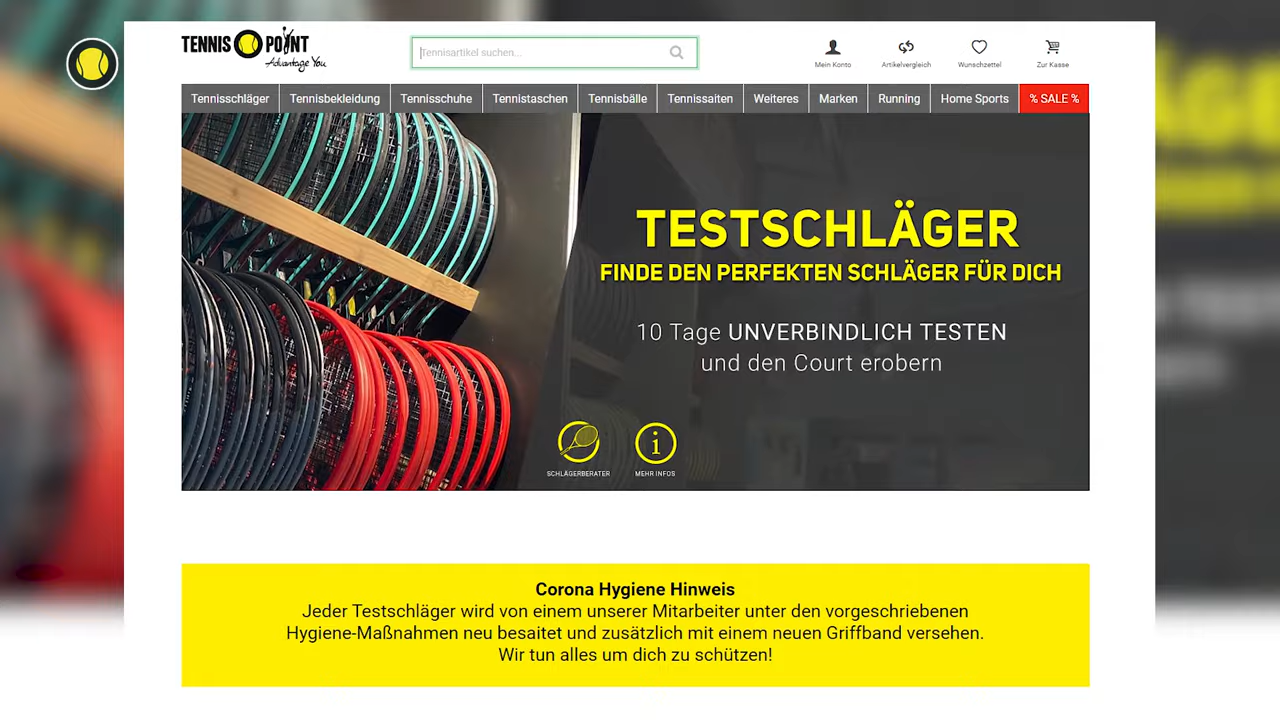 TENNIS POINT
Advantage You
Tennisartikel suchen...
Mein Konto
Artikelvergleich
Wunschzettel
Zur Kasse
Tennisschläger Tennisbekleidung Tennisschuhe Tennistaschen Tennisbälle Tennissaiten Weiteres Marken Running Home Sports % SALE %
TESTSCHLÄGER
FINDE DEN PERFEKTEN SCHLÄGER FÜR DICH
10 Tage UNVERBINDLICH TESTEN
und den Court erobern
SCHLÄGERBERATER
MEHR INFOS
Corona Hygiene Hinweis
Jeder Testschläger wird von einem unserer Mitarbeiter unter den vorgeschriebenen
Hygiene-Maßnahmen neu besaitet und zusätzlich mit einem neuen Griffband versehen.
Wir tun alles um dich zu schützen!